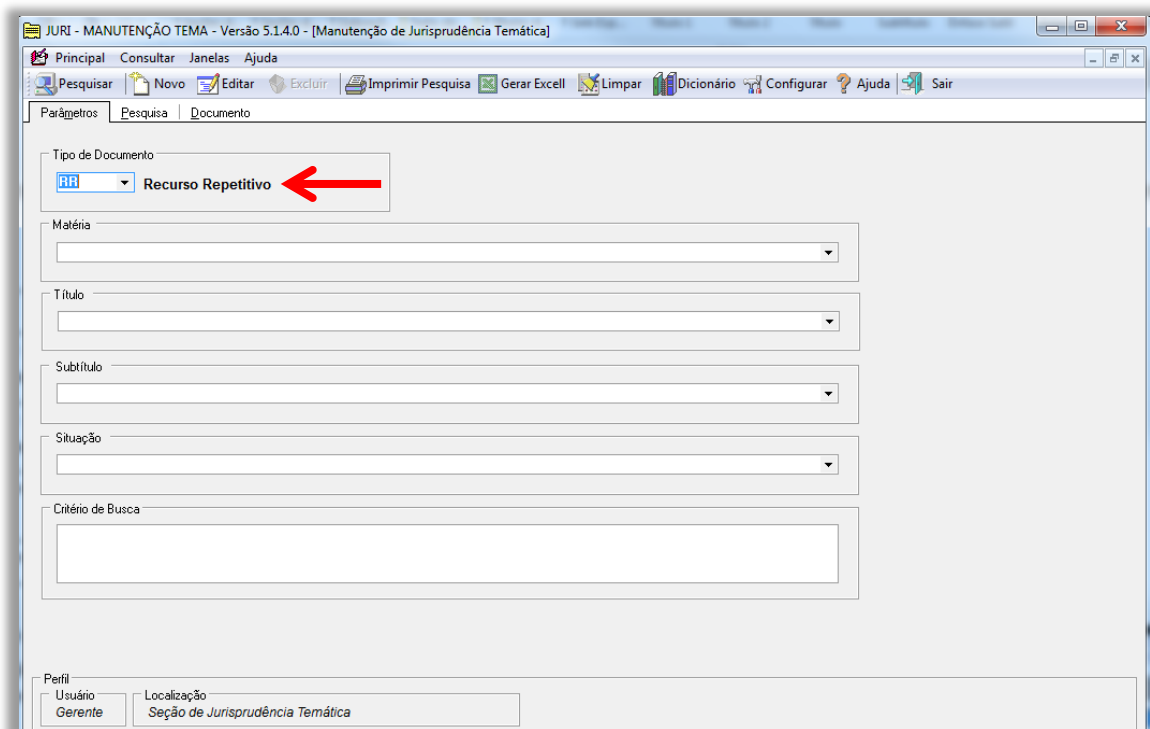 JURI - MANUTENÇÃO TEMA - Versão 5.1.4.0 - [Manutenção de Jurisprudência Temática]
Principal Consultar Janelas Ajuda
Pesquisar Novo Editar Excluir Imprimir Pesquisa Gerar Excell Limpar Dicionário Configurar Ajuda Sair
Parâmetros Pesquisa Documento
Tipo de Documento
RR Recurso Repetitivo
Matéria
Título
Subtítulo
Situação
Critério de Busca
Perfil
Usuário Localização
Gerente Seção de Jurisprudência Temática